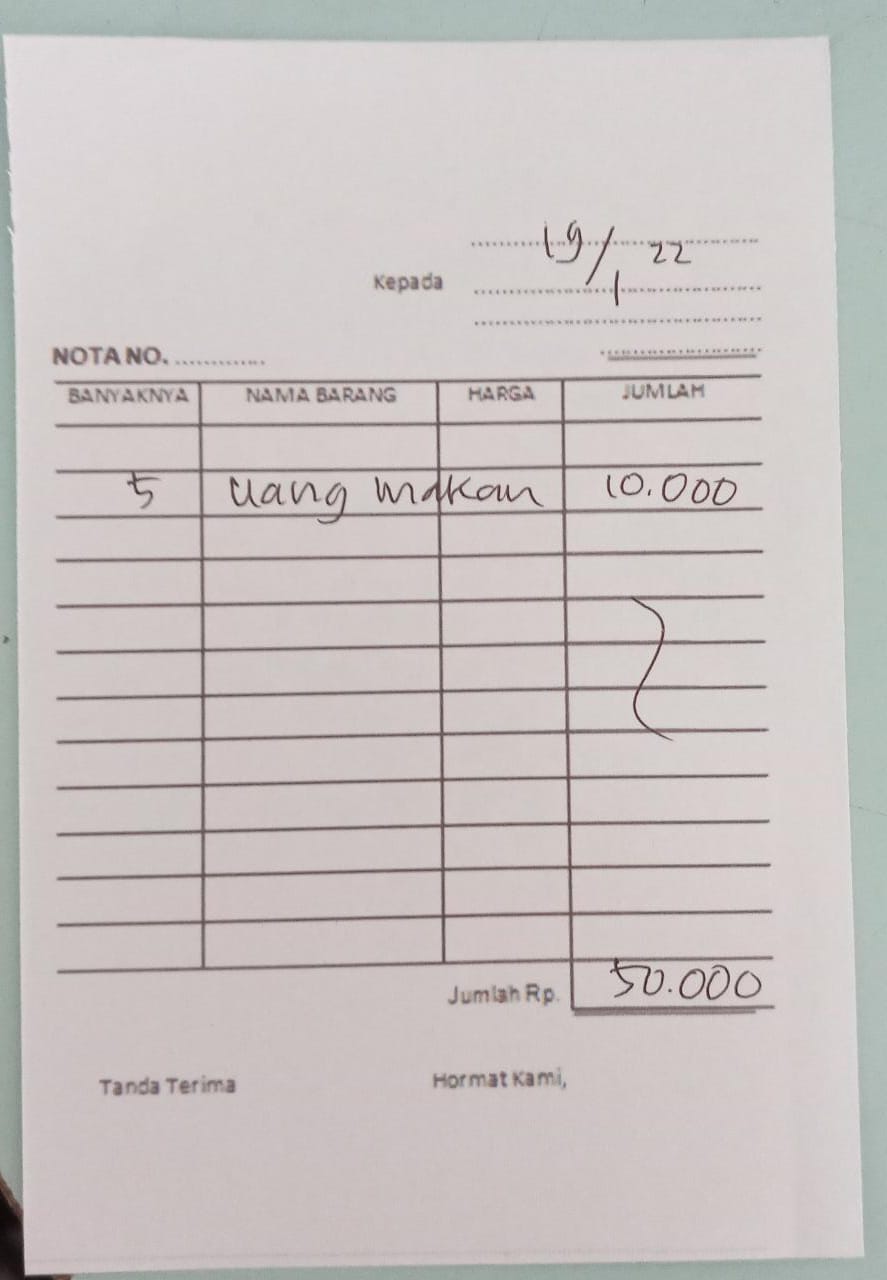 19/1 22
Kepada
NOTA NO. ............
BANYAKNYA NAMA BARANG HARGA JUMLAH
5 uang makan 10.000
Jumlah Rp. 50.000
Tanda Terima Hormat Kami,